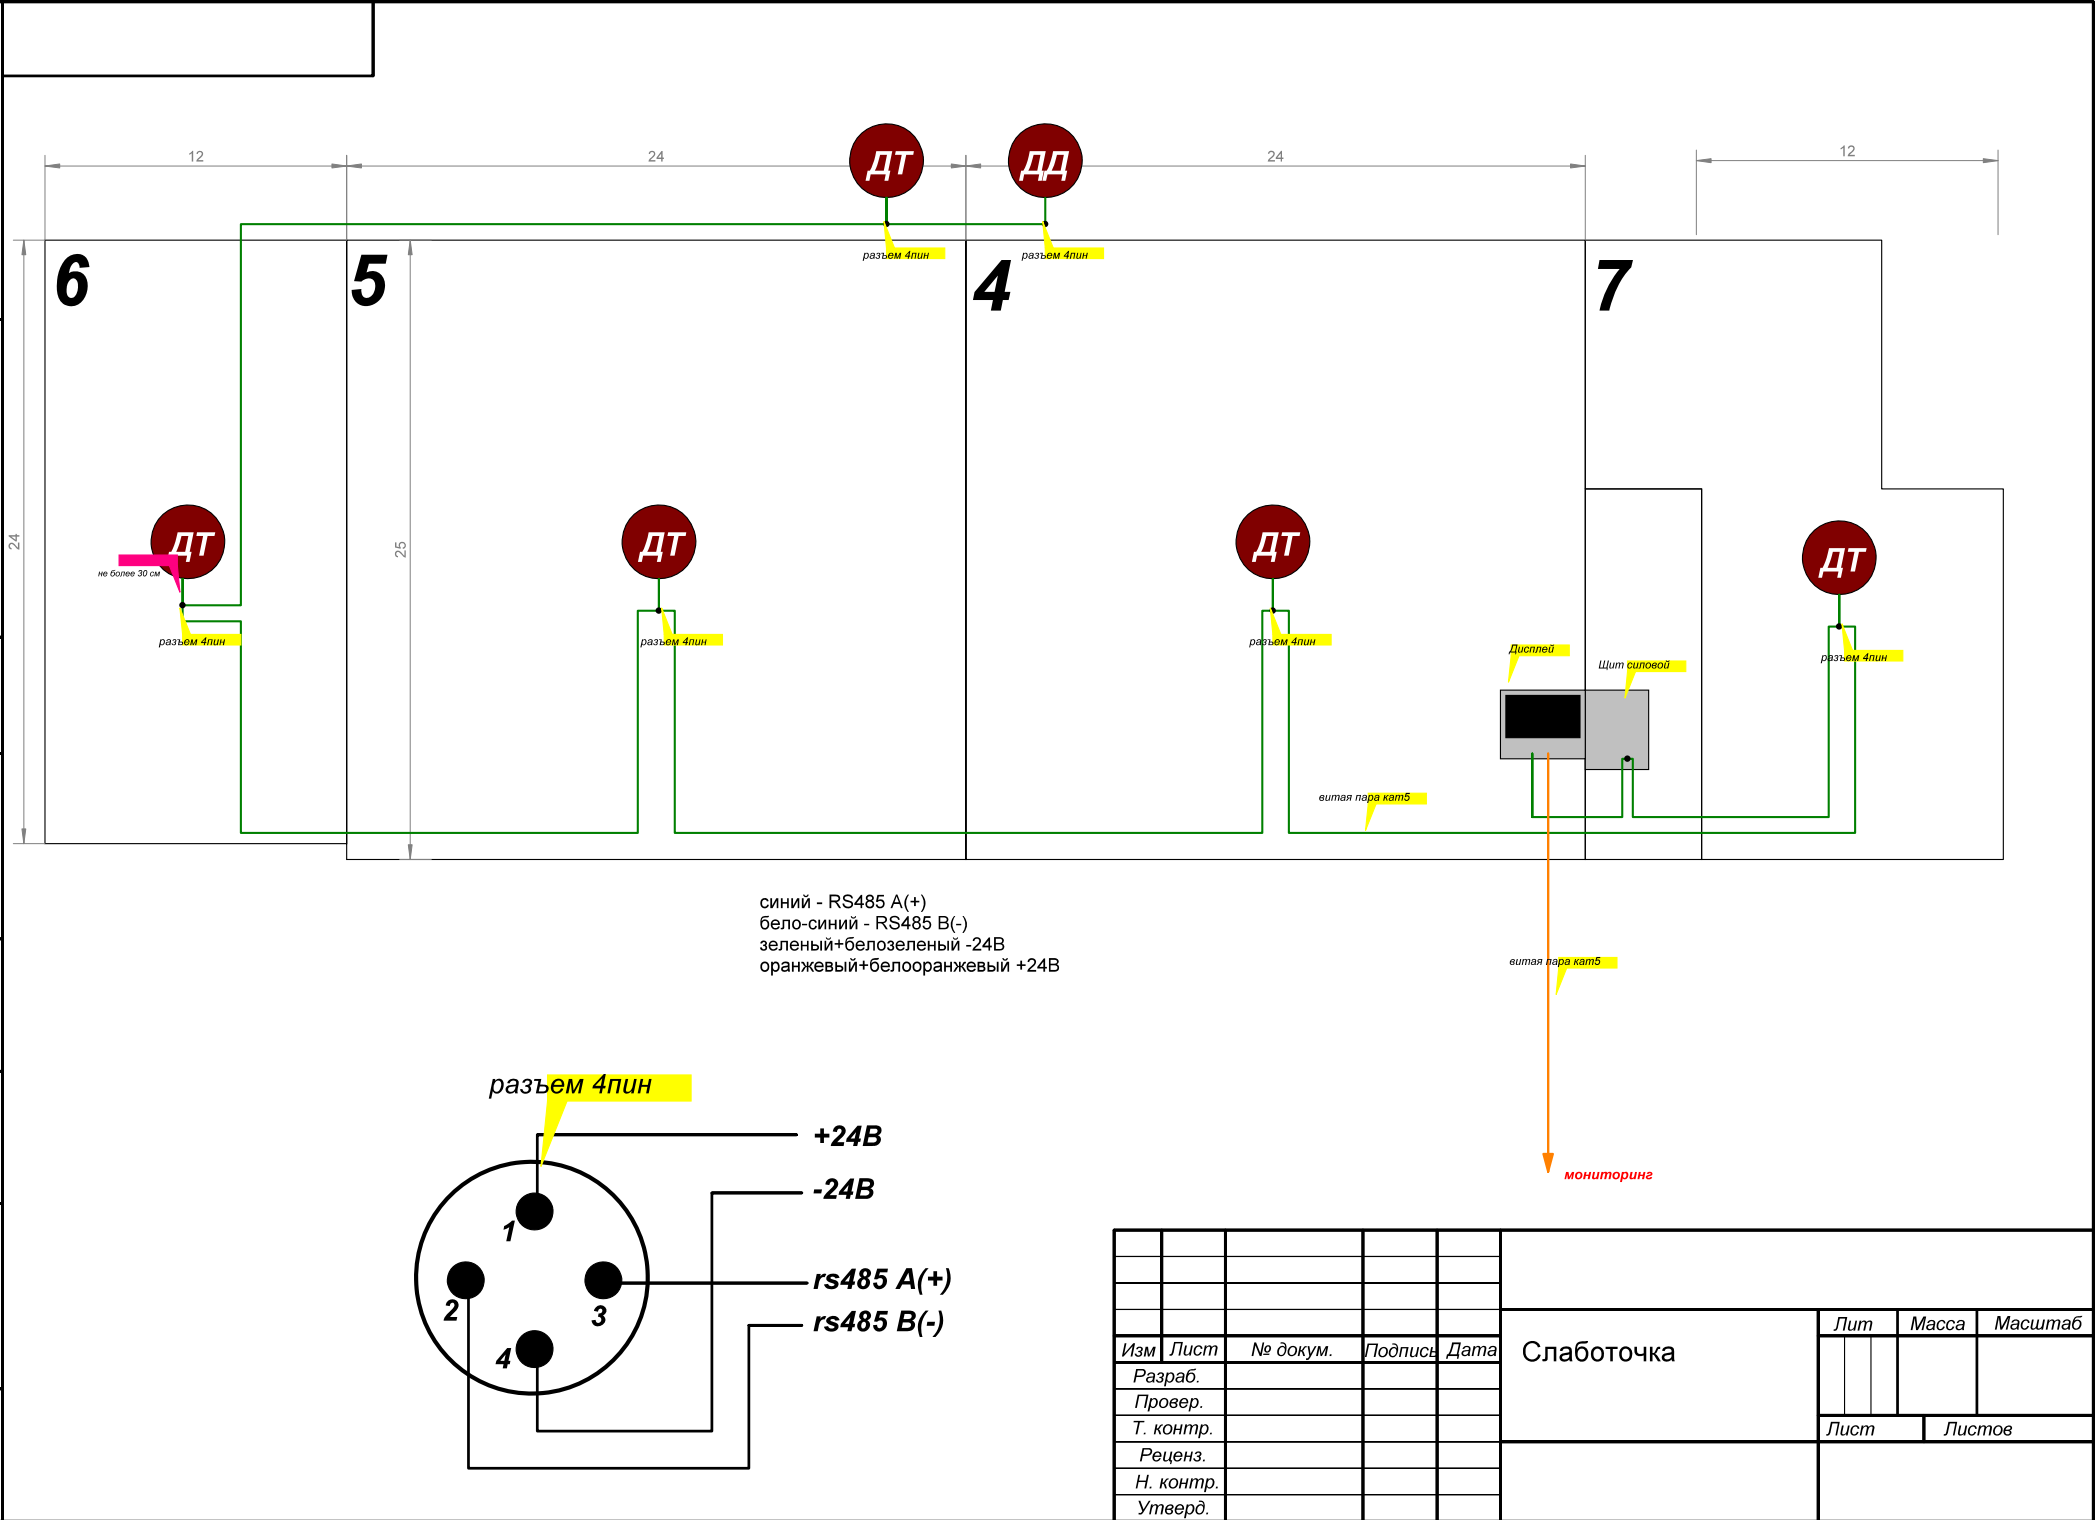 ДТ
ДД
12
24
24
12
разъем 4пин
разъем 4пин
6
5
4
7
24
25
ДТ
ДТ
ДТ
ДТ
не более 30 см
разъем 4пин
разъем 4пин
разъем 4пин
разъем 4пин
Дисплей
Щит силовой
витая пара кат5
синий - RS485 A(+)
бело-синий - RS485 B(-)
зеленый+белозеленый -24В
оранжевый+белооранжевый +24В
витая пара кат5
мониторинг
разъем 4пин
+24В
-24В
rs485 A(+)
rs485 B(-)
1
2
3
4
Изм Лист № докум. Подпись Дата
Разраб.
Провер.
Т. контр.
Реценз.
Н. контр.
Утверд.
Слаботочка
Лит Масса Масштаб
Лист Листов